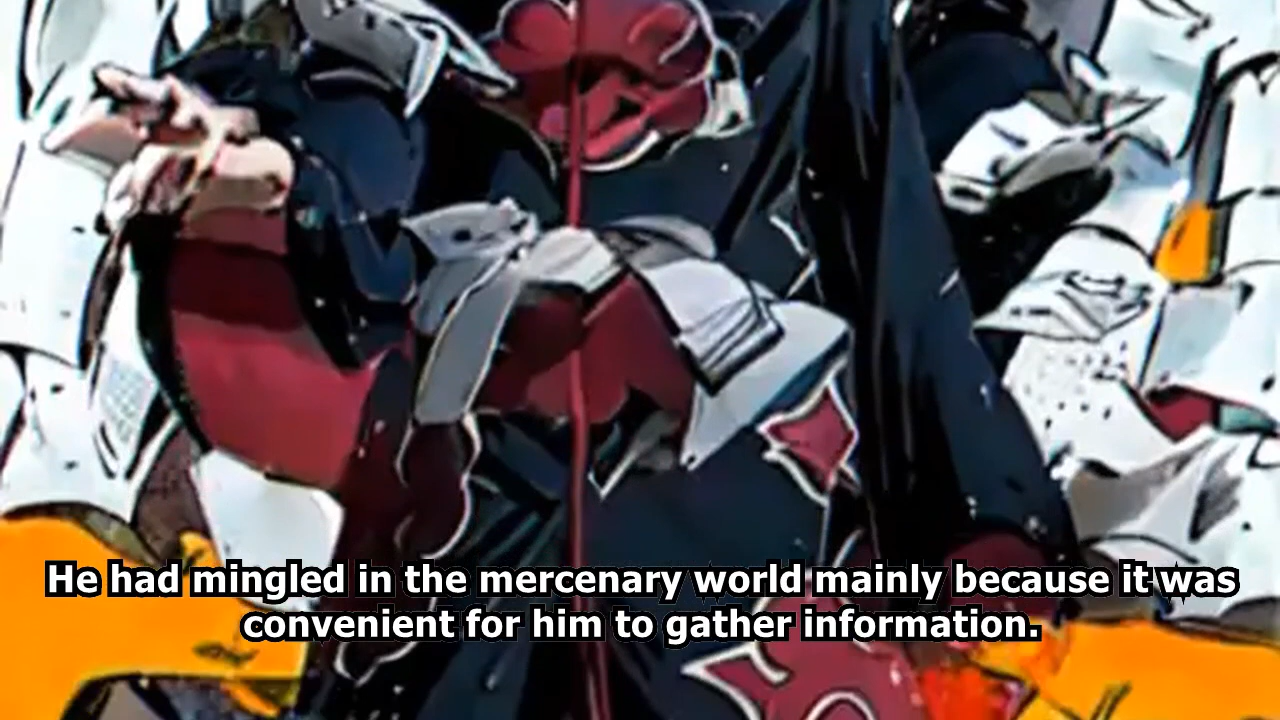 He had mingled in the mercenary world mainly because it was
convenient for him to gather information.